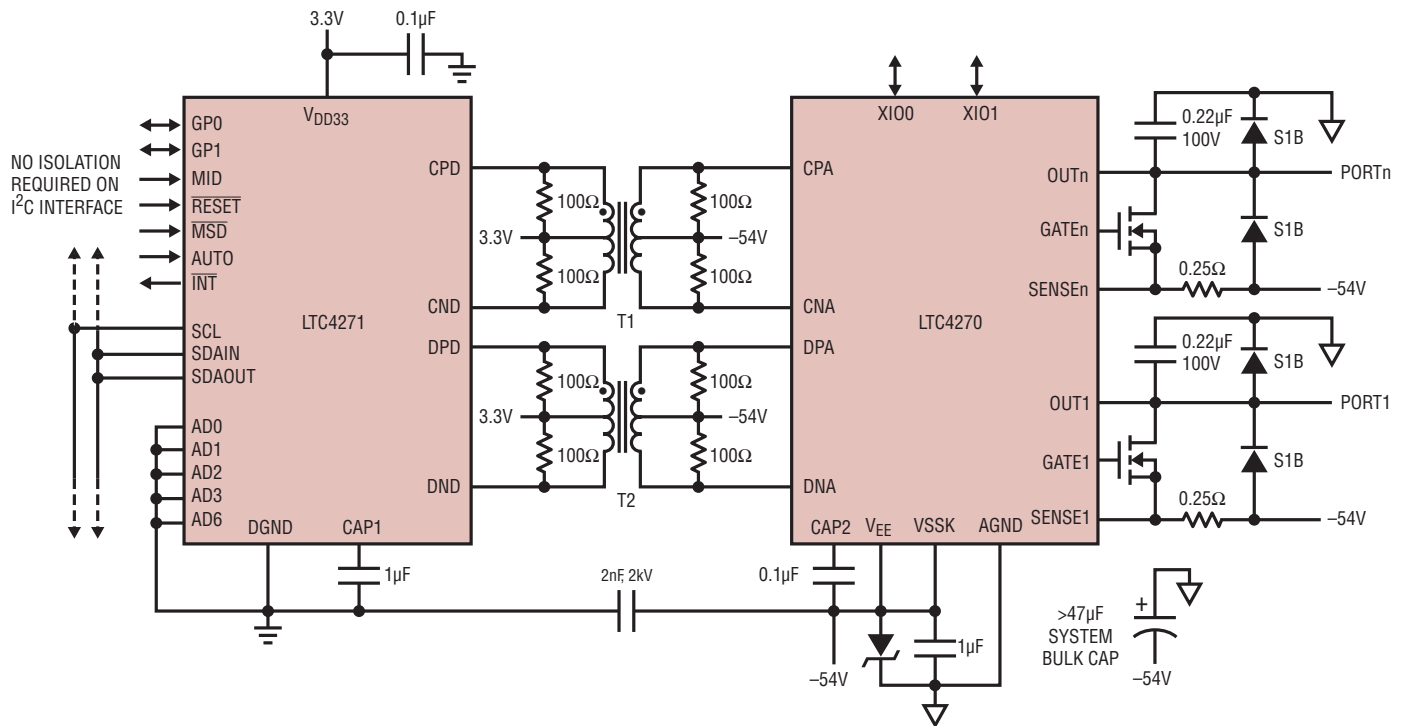 3.3V
0.1µF
V_DD33
GP0
GP1
MID
RESET
MSD
AUTO
INT
NO ISOLATION
REQUIRED ON
I²C INTERFACE
SCL
SDAIN
SDAOUT
AD0
AD1
AD2
AD3
AD6
DGND
CAP1
1µF
LTC4271
CPD
CND
DPD
DND
100Ω
3.3V
100Ω
100Ω
–54V
100Ω
T1
100Ω
3.3V
100Ω
100Ω
–54V
100Ω
T2
2nF, 2kV
XIO0
XIO1
CPA
CNA
DPA
DNA
LTC4270
OUTn
GATEn
SENSEn
OUT1
GATE1
SENSE1
CAP2
V_EE
VSSK
AGND
0.1µF
–54V
1µF
0.22µF
100V
S1B
PORTn
S1B
0.25Ω
–54V
0.22µF
100V
S1B
PORT1
S1B
0.25Ω
–54V
>47µF
SYSTEM
BULK CAP
+
–54V